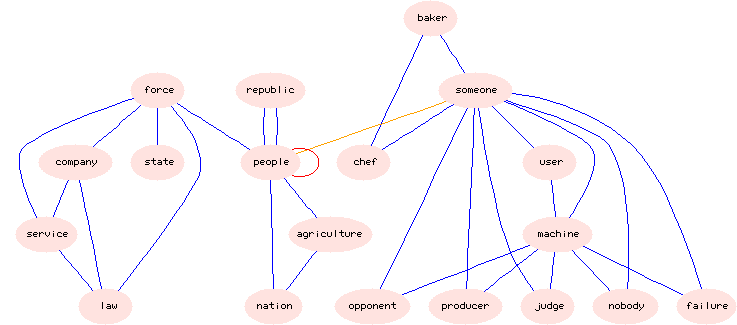 baker
force
republic
someone
company
state
people
chef
user
service
agriculture
machine
law
nation
opponent
producer
judge
nobody
failure